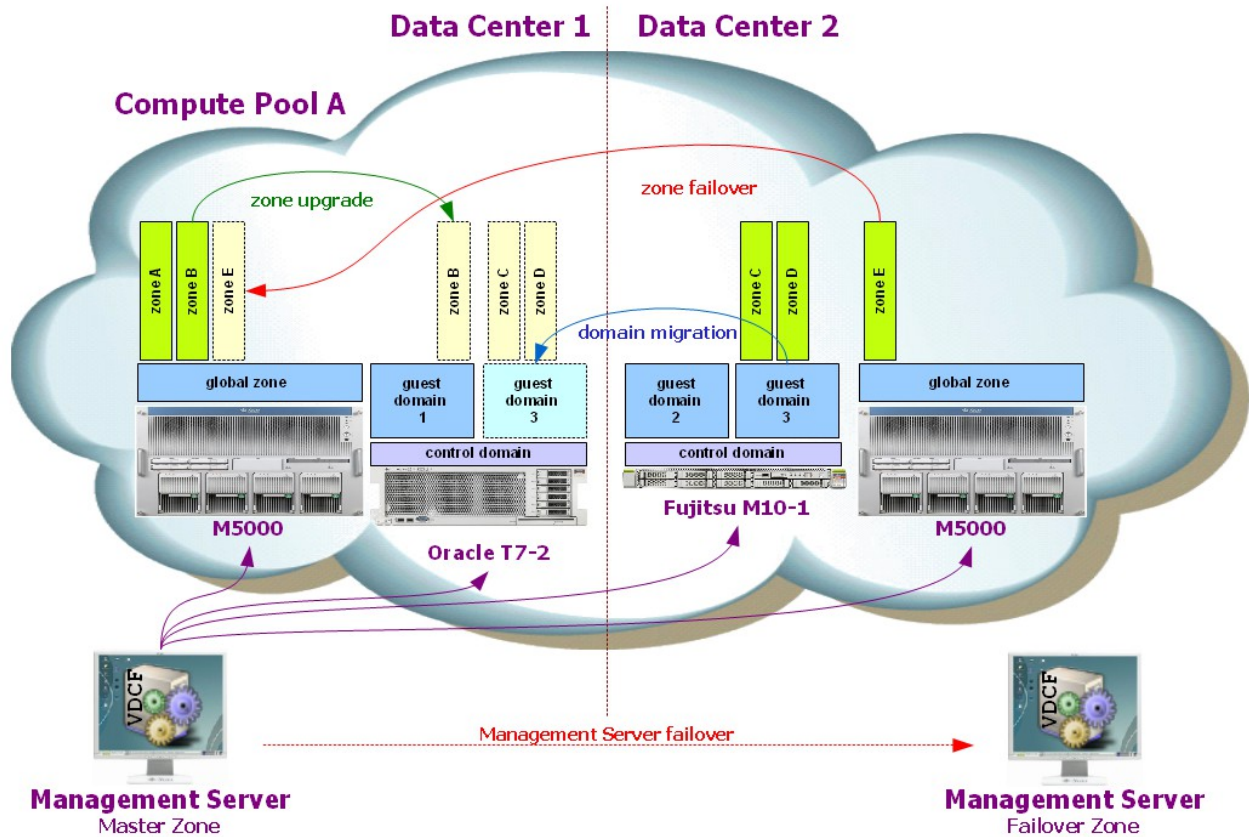 Data Center 1
Data Center 2
Compute Pool A
zone upgrade
zone failover
zone A
zone B
zone E
zone B
zone C
zone D
zone C
zone D
zone E
domain migration
global zone
guest
domain
1
guest
domain
3
guest
domain
2
guest
domain
3
global zone
control domain
control domain
M5000
Oracle T7-2
Fujitsu M10-1
M5000
VDCF
VDCF
Management Server failover
Management Server
Master Zone
Management Server
Failover Zone